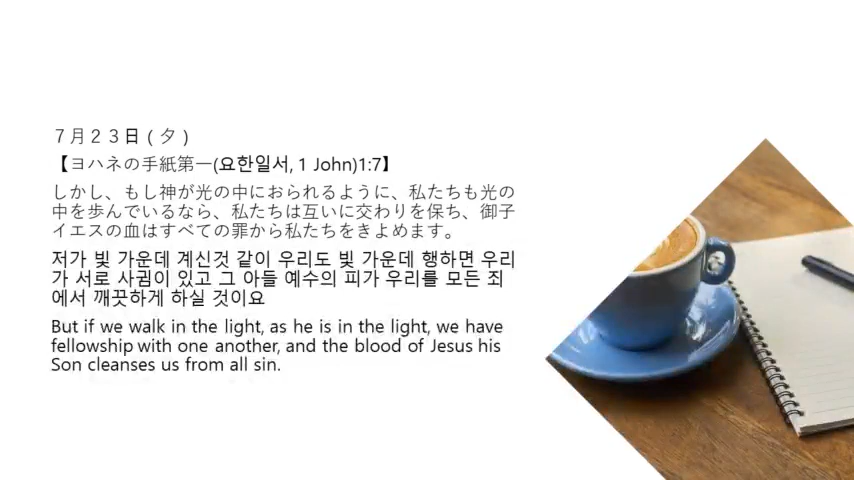 ７月２３日（夕）
【ヨハネの手紙第一(요한일서, 1 John)1:7】
しかし、もし神が光の中におられるように、私たちも光の
中を歩んでいるなら、私たちは互いに交わりを保ち、御子
イエスの血はすべての罪から私たちをきよめます。
저가 빛 가운데 계신것 같이 우리도 빛 가운데 행하면 우리
가 서로 사귐이 있고 그 아들 예수의 피가 우리를 모든 죄
에서 깨끗하게 하실 것이요
But if we walk in the light, as he is in the light, we have
fellowship with one another, and the blood of Jesus his
Son cleanses us from all sin.